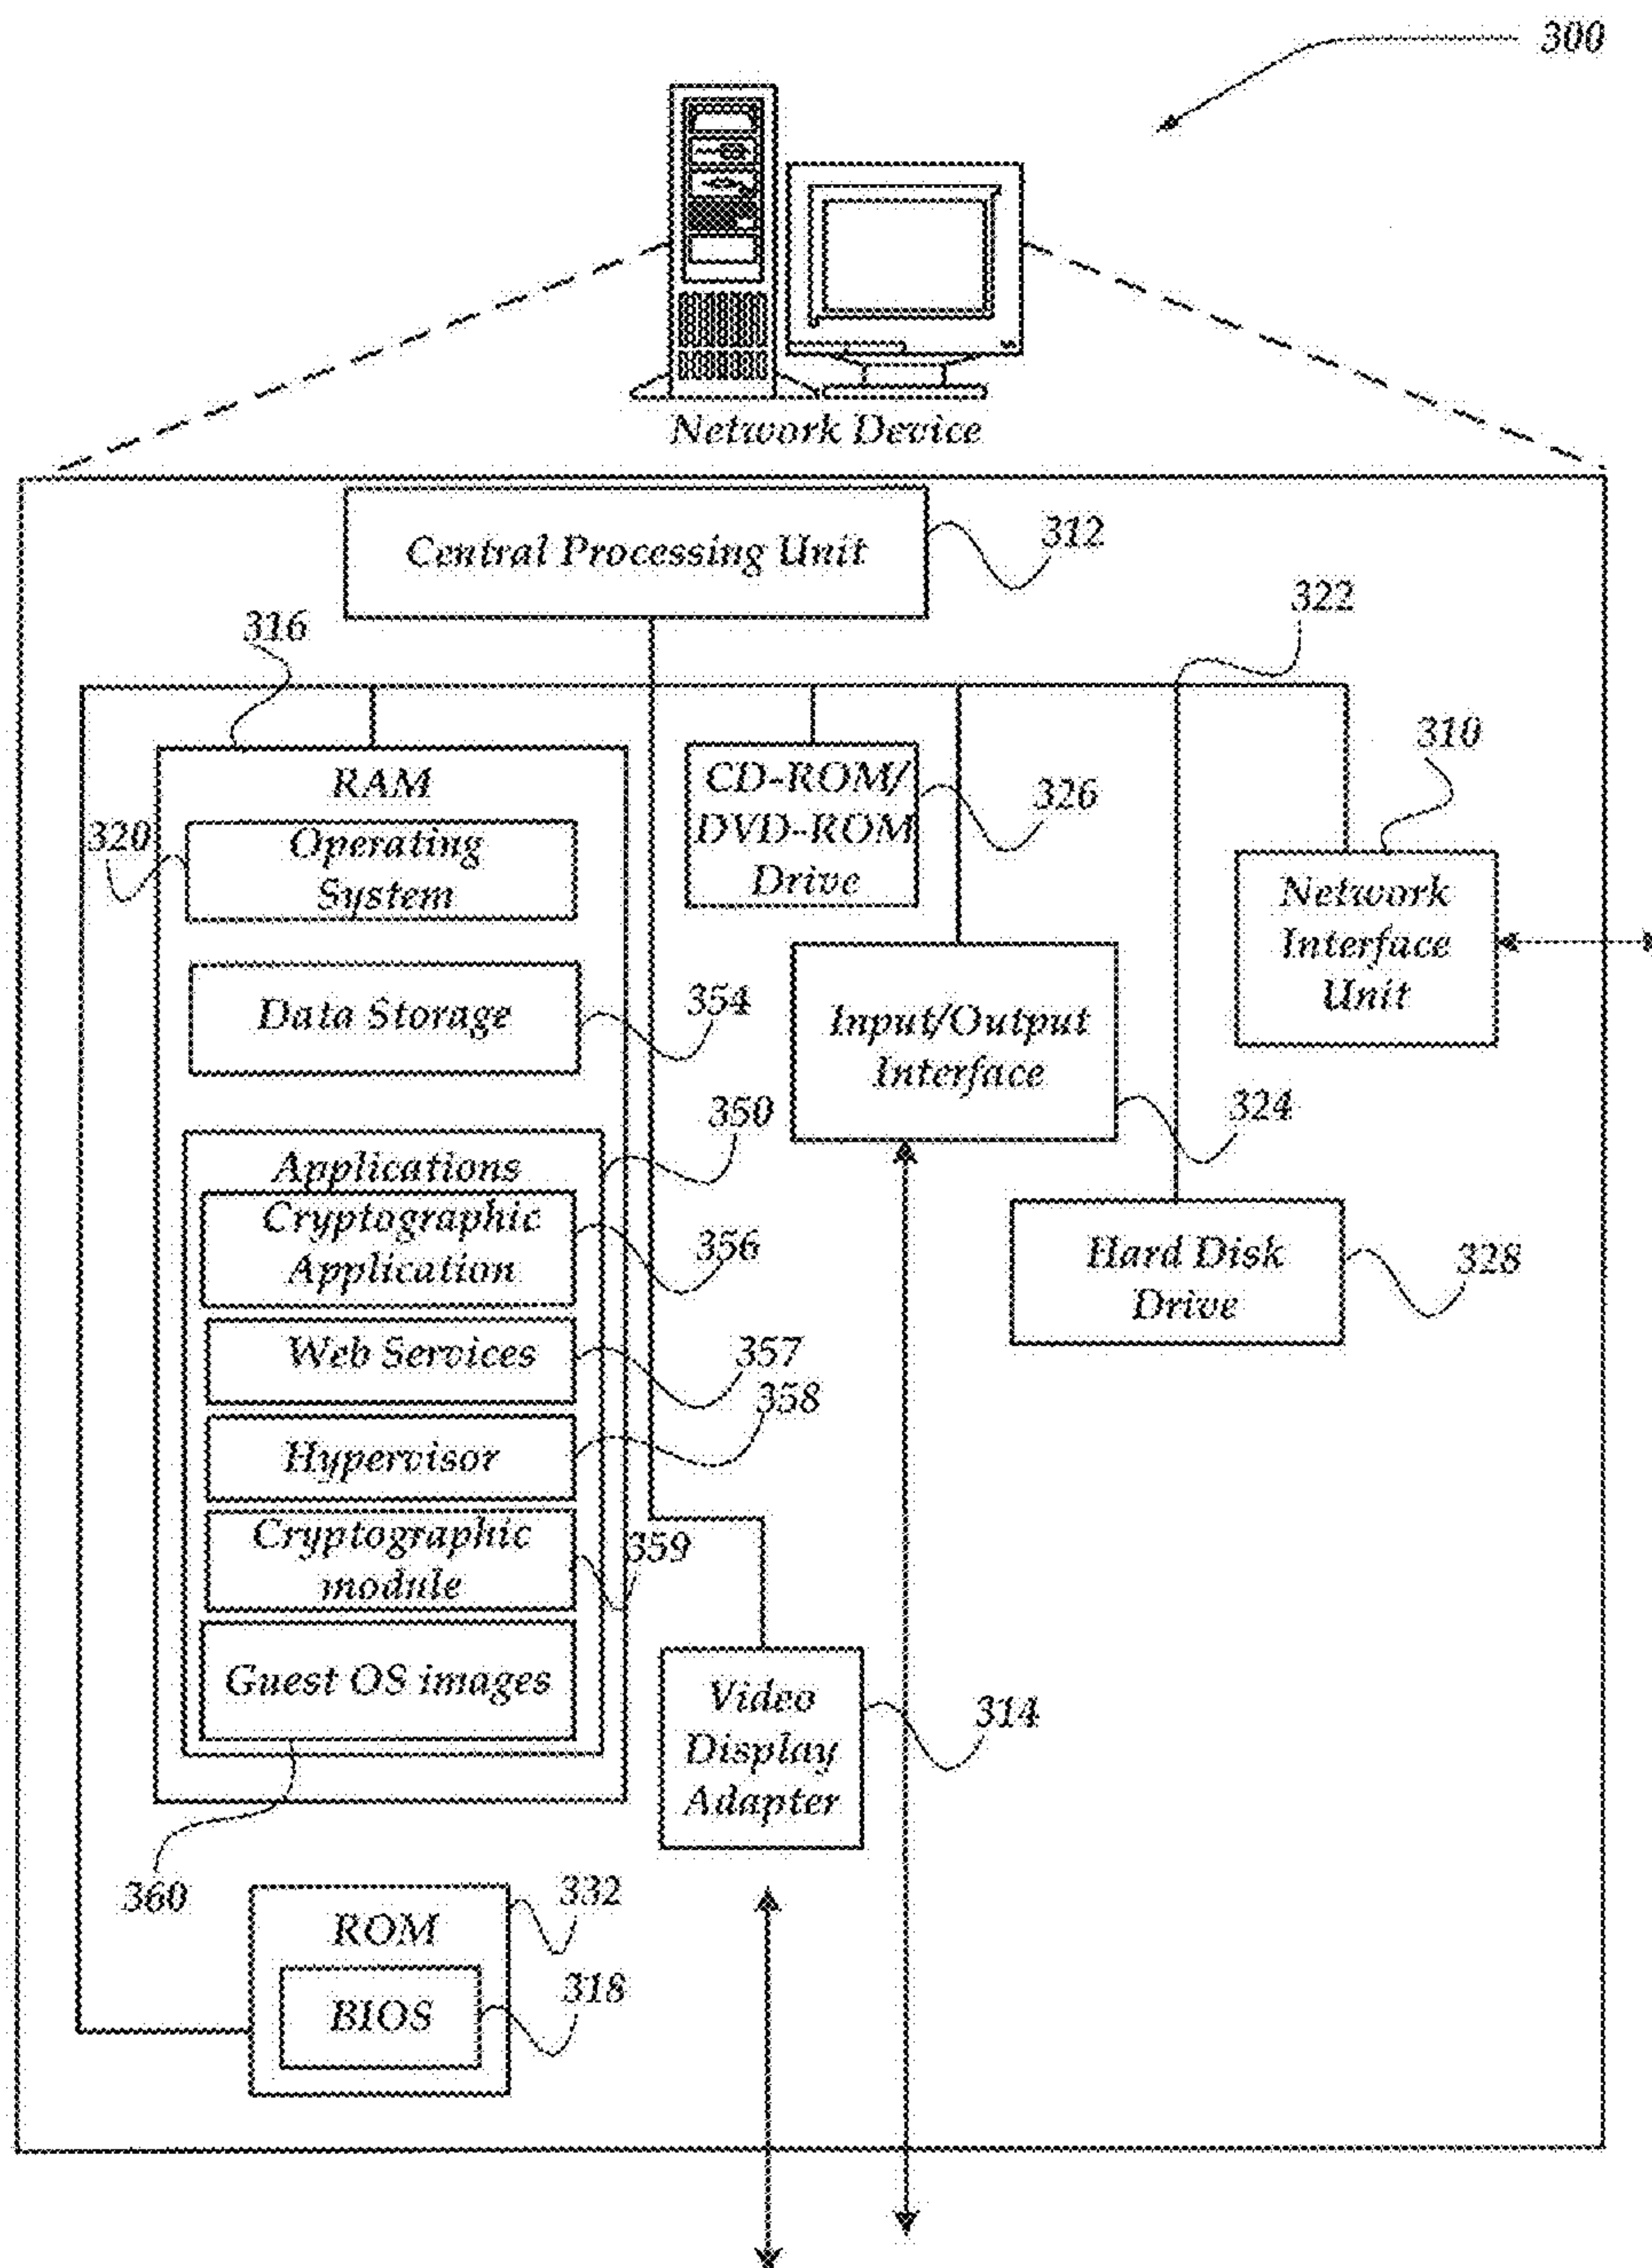 300
Network Device
Central Processing Unit
312
322
316
310
RAM
CD-ROM/
DVD-ROM
Drive
326
320
Operating
System
Network
Interface
Unit
Data Storage
354
Input/Output
Interface
324
350
Applications
Cryptographic
Application
356
Hard Disk
Drive
328
Web Services
357
358
Hypervisor
Cryptographic
module
359
Guest OS images
Video
Display
Adapter
314
360
332
ROM
318
BIOS